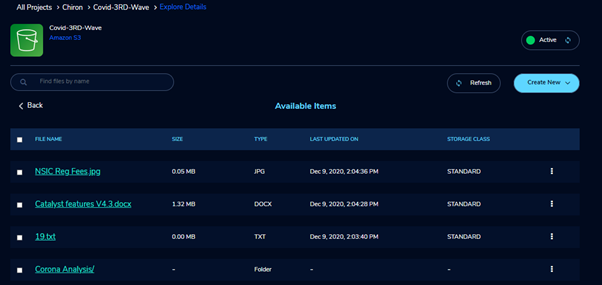 All Projects > Chiron > Covid-3RD-Wave > Explore Details
Covid-3RD-Wave
Amazon S3
Active
Find files by name
Refresh
Create New
Back
Available Items
FILE NAME SIZE TYPE LAST UPDATED ON STORAGE CLASS
NSIC Reg Fees jpg 0.05 MB JPG Dec 9, 2020, 2:04:36 PM STANDARD
Catalyst features V4.3.docx 1.32 MB DOCX Dec 9, 2020, 2:04:28 PM STANDARD
19.txt 0.00 MB TXT Dec 9, 2020, 2:03:40 PM STANDARD
Corona Analysis/ - Folder - -